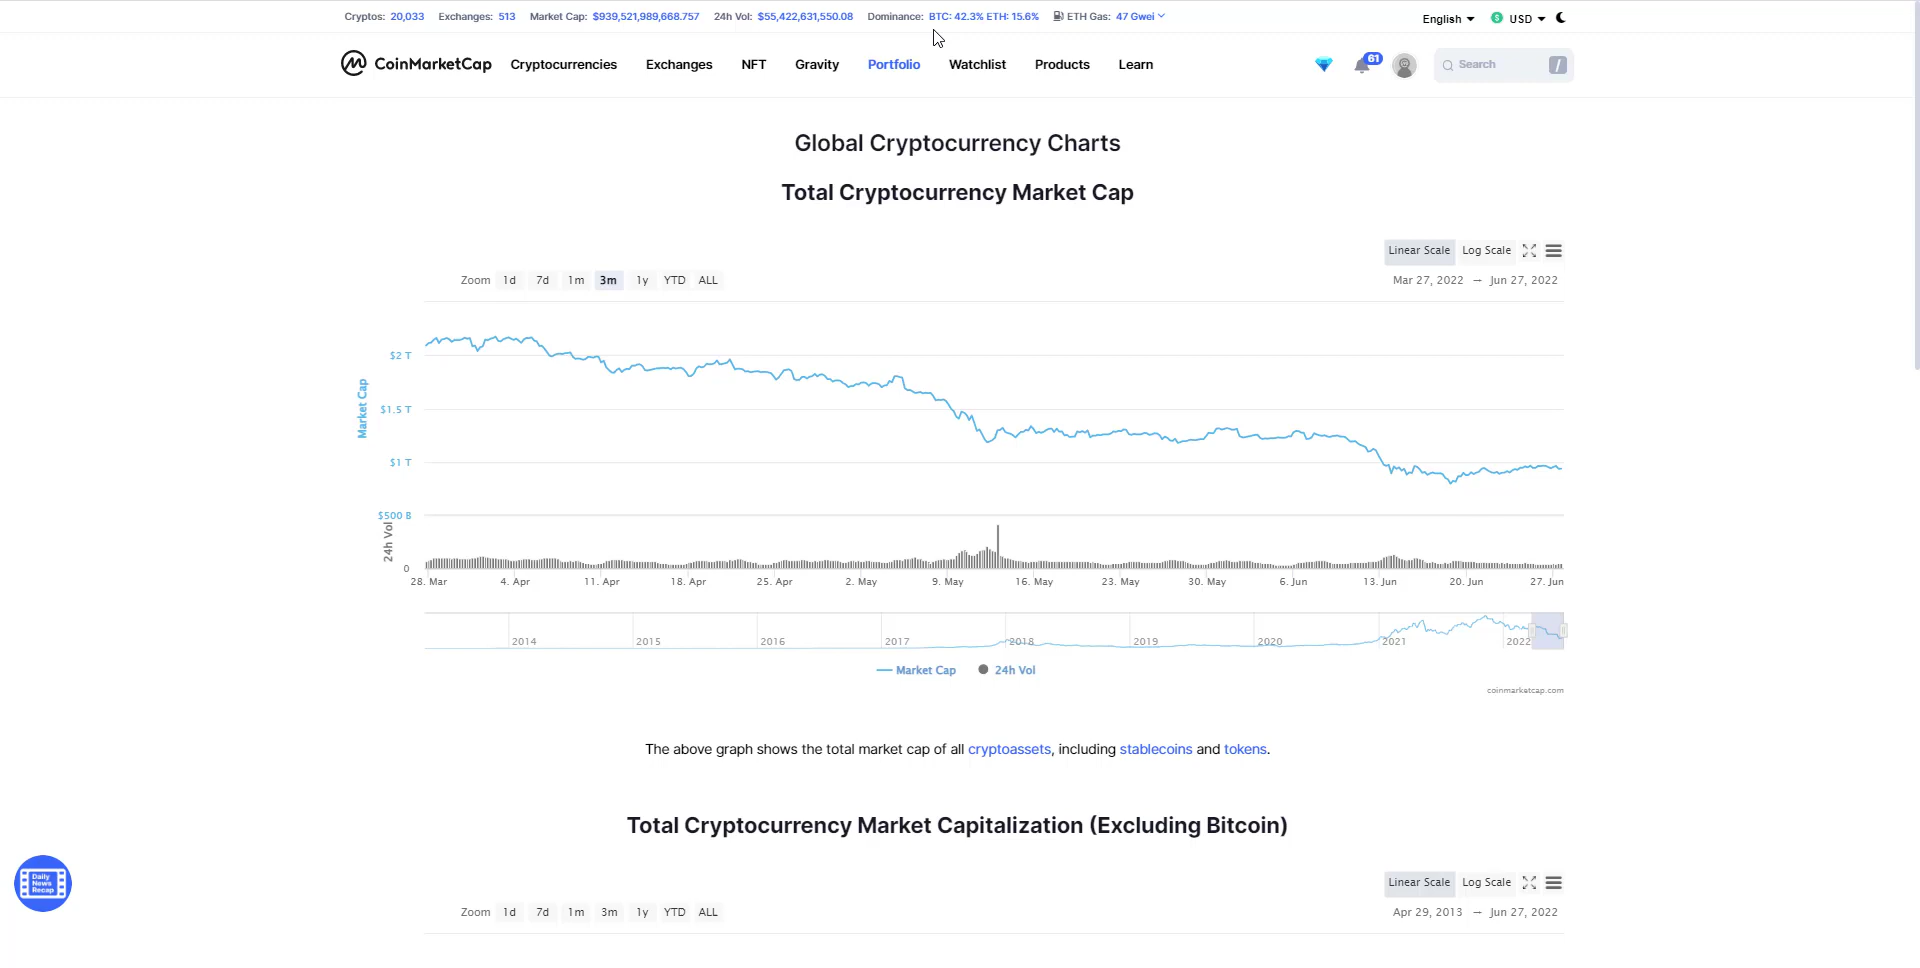 Cryptos: 20,033 Exchanges: 513 Market Cap: $939,521,989,668.757 24h Vol: $55,422,631,550.08 Dominance: BTC: 42.3% ETH: 15.6% ETH Gas: 47 Gwei
English USD
CoinMarketCap Cryptocurrencies Exchanges NFT Gravity Portfolio Watchlist Products Learn 61 Search /
Global Cryptocurrency Charts
Total Cryptocurrency Market Cap
Linear Scale Log Scale
Zoom 1d 7d 1m 3m 1y YTD ALL Mar 27, 2022 → Jun 27, 2022
$2 T
Market Cap
$1.5 T
$1 T
$500 B
24h Vol
0
28. Mar 4. Apr 11. Apr 18. Apr 25. Apr 2. May 9. May 16. May 23. May 30. May 6. Jun 13. Jun 20. Jun 27. Jun
2014 2015 2016 2017 2018 2019 2020 2021 2022
Market Cap 24h Vol
coinmarketcap.com
The above graph shows the total market cap of all cryptoassets, including stablecoins and tokens.
Total Cryptocurrency Market Capitalization (Excluding Bitcoin)
Daily
News
Recap
Linear Scale Log Scale
Zoom 1d 7d 1m 3m 1y YTD ALL Apr 29, 2013 → Jun 27, 2022